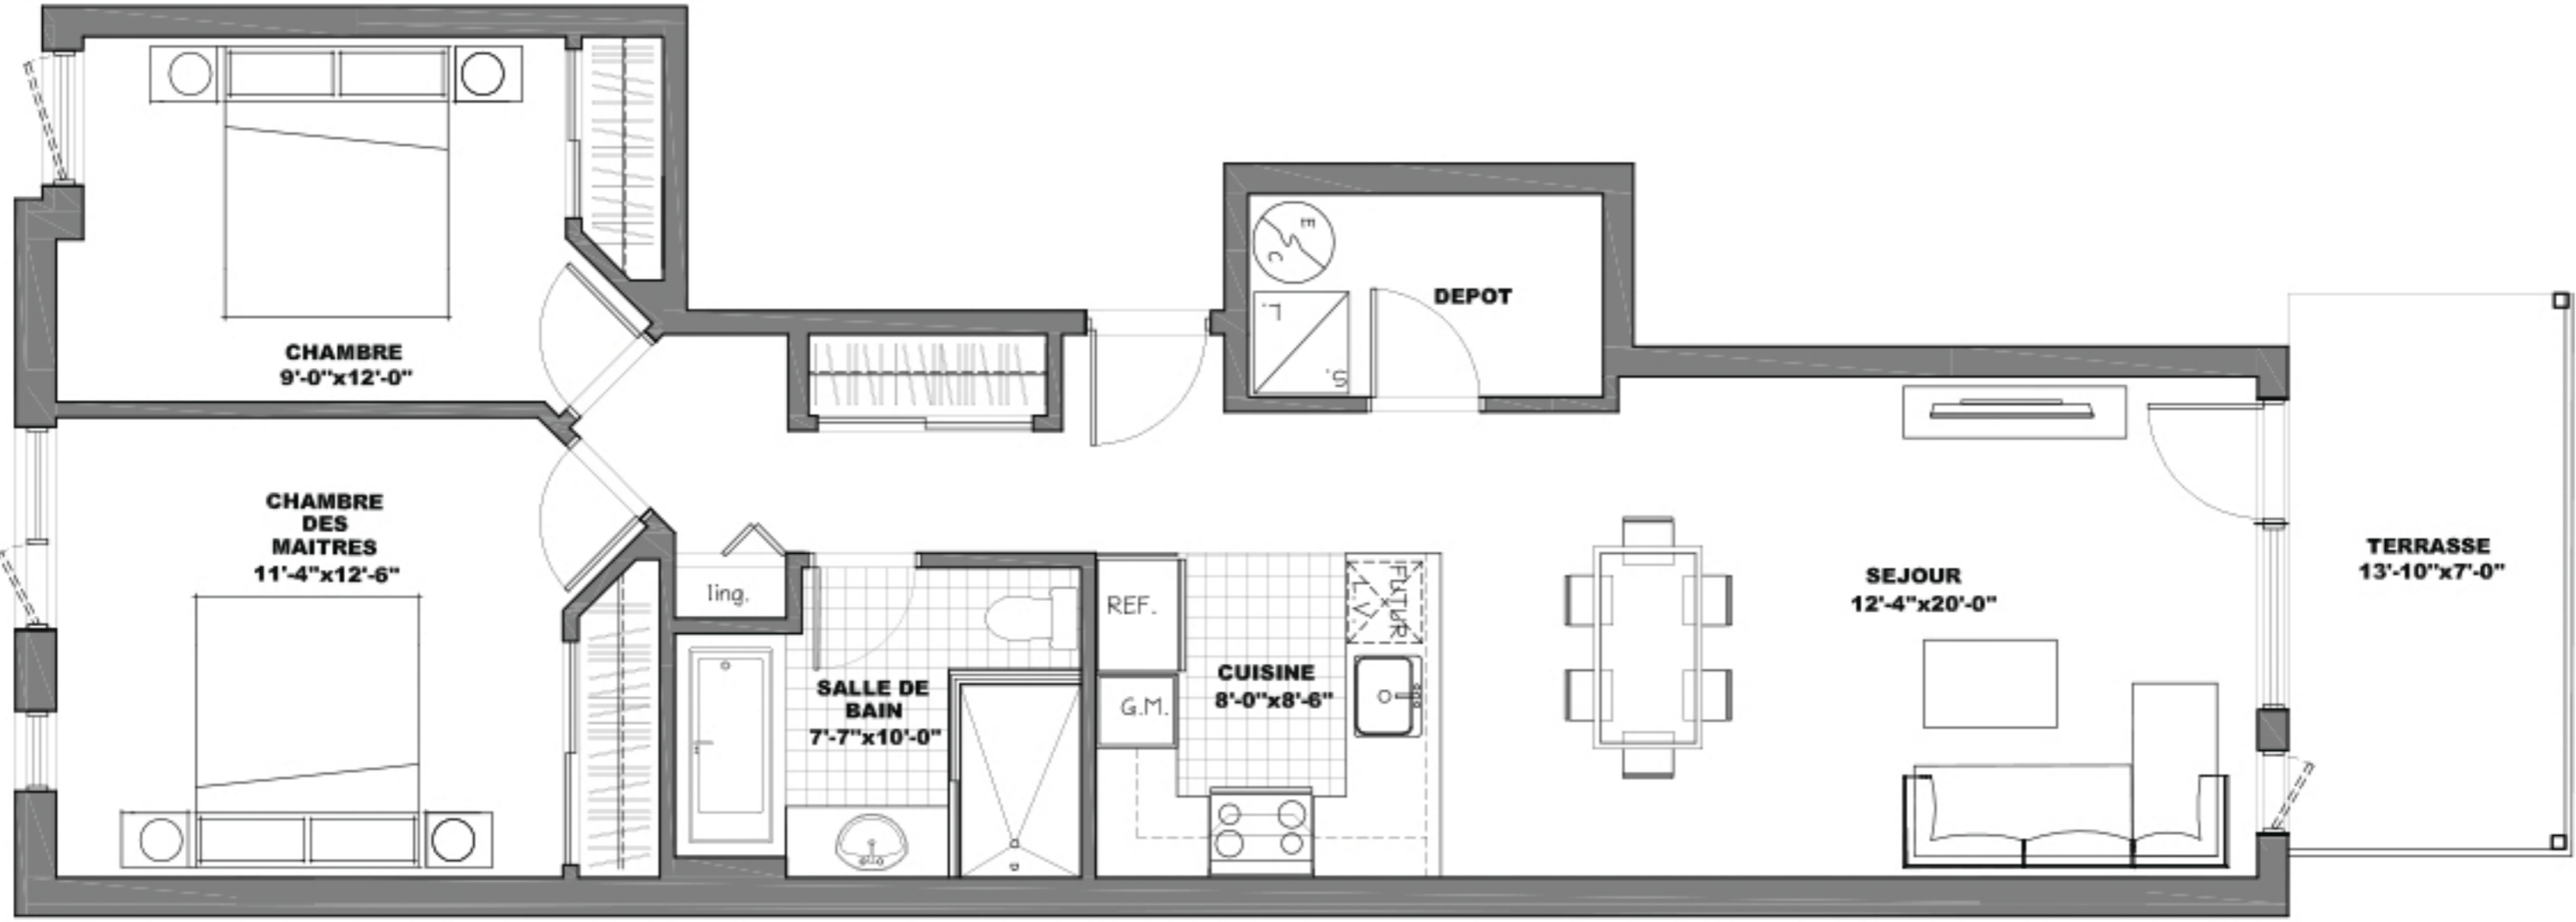 CHAMBRE
9'-0"x12'-0"
CHAMBRE
DES
MAITRES
11'-4"x12'-6"
ling.
SALLE DE
BAIN
7'-7"x10'-0"
REF.
G.M.
CUISINE
8'-0"x8'-6"
FUTUR
L.V.
E
C
L.
S.
DEPOT
SEJOUR
12'-4"x20'-0"
TERRASSE
13'-10"x7'-0"